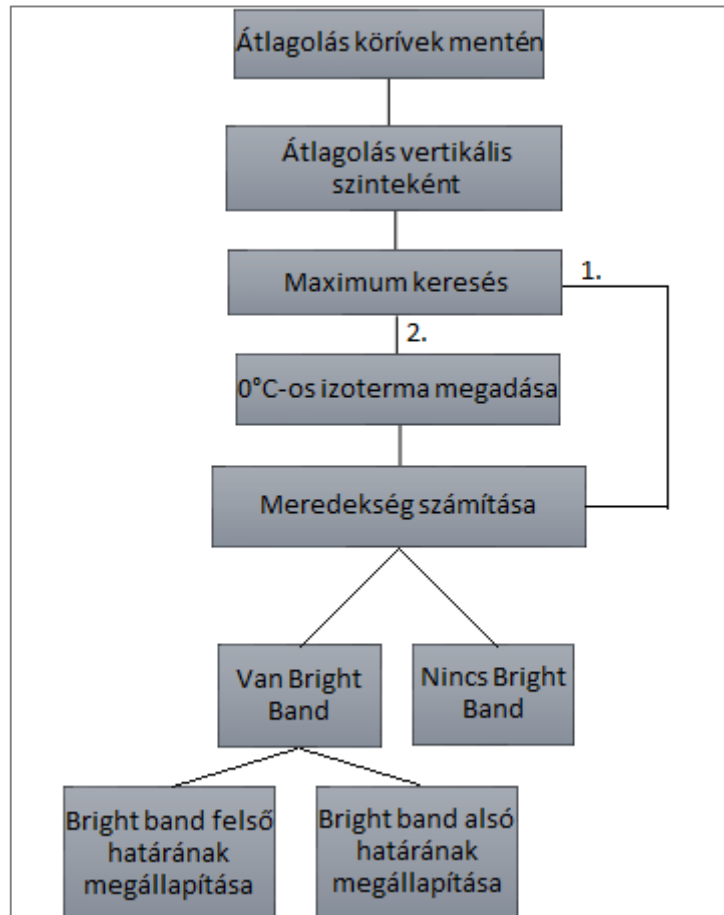 Átlagolás körívek mentén
Átlagolás vertikális
szinteként
Maximum keresés
1.
2.
0°C-os izoterma megadása
Meredekség számítása
Van Bright
Band
Nincs Bright
Band
Bright band felső
határának
megállapítása
Bright band alsó
határának
megállapítása